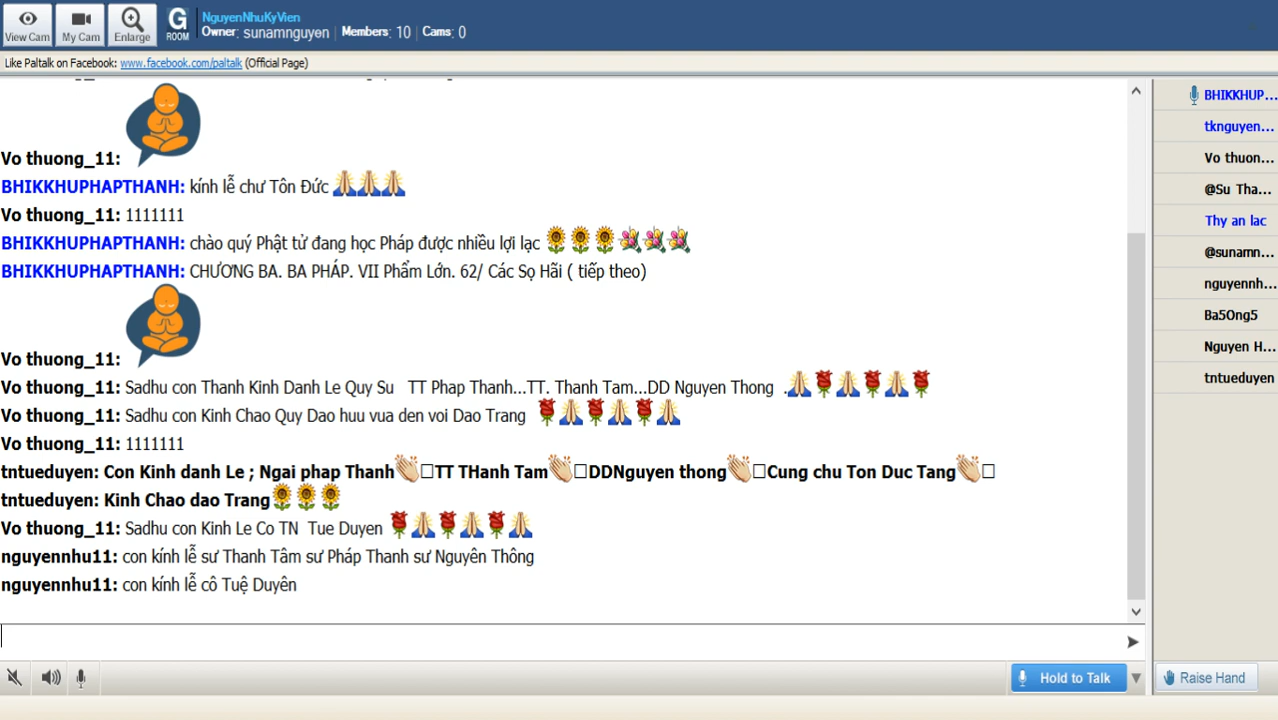 View Cam
My Cam
Enlarge
G ROOM
NguyenNhuKyVien
Owner: sunamnguyen | Members: 10 | Cams: 0
Like Paltalk on Facebook: www.facebook.com/paltalk (Official Page)
Vo thuong_11:
BHIKKHUPHAPTHANH: kính lễ chư Tôn Đức 🙏🙏🙏
Vo thuong_11: 1111111
BHIKKHUPHAPTHANH: chào quý Phật tử đang học Pháp được nhiều lợi lạc 🌻🌻🌻💐💐💐
BHIKKHUPHAPTHANH: CHƯƠNG BA. BA PHÁP. VII Phẩm Lớn. 62/ Các Sợ Hãi ( tiếp theo)
Vo thuong_11:
Vo thuong_11: Sadhu con Thanh Kinh Danh Le Quy Su TT Phap Thanh...TT. Thanh Tam...DD Nguyen Thong .🙏🌹🙏🌹🙏🌹
Vo thuong_11: Sadhu con Kinh Chao Quy Dao huu vua den voi Dao Trang 🌹🙏🌹🙏🌹🙏
Vo thuong_11: 1111111
tntueduyen: Con Kinh danh Le ; Ngai phap Thanh👏□TT THanh Tam👏□DDNguyen thong👏□Cung chu Ton Duc Tang👏□
tntueduyen: Kinh Chao dao Trang🌻🌻🌻
Vo thuong_11: Sadhu con Kinh Le Co TN Tue Duyen 🌹🙏🌹🙏🌹🙏
nguyennhu11: con kính lễ sư Thanh Tâm sư Pháp Thanh sư Nguyên Thông
nguyennhu11: con kính lễ cô Tuệ Duyên
Hold to Talk
BHIKKHUP...
tknguyen...
Vo thuon...
@Su Tha...
Thy an lac
@sunamn...
nguyennh...
Ba5Ong5
Nguyen H...
tntueduyen
Raise Hand